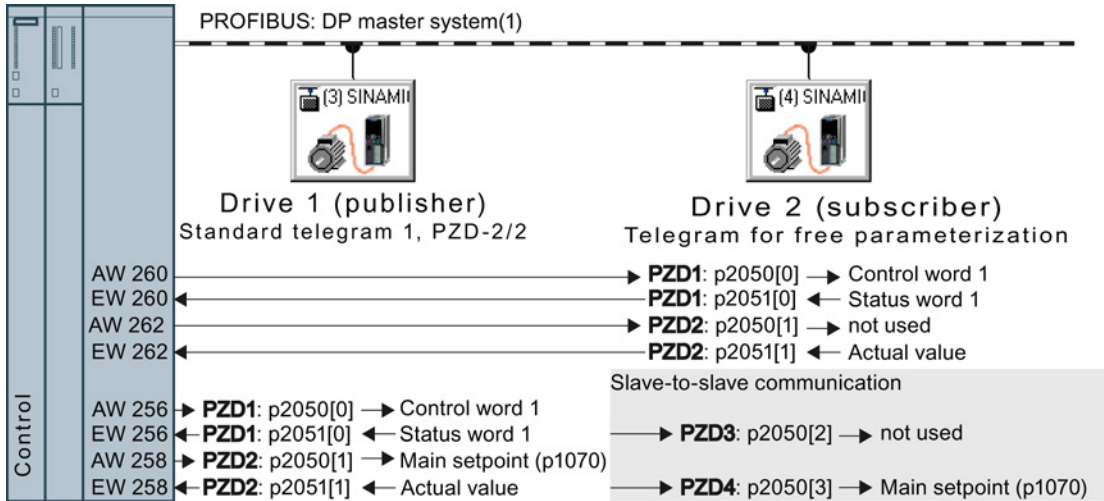 PROFIBUS: DP master system(1)
(3) SINAMI
(4) SINAMI
Drive 1 (publisher)
Standard telegram 1, PZD-2/2
Drive 2 (subscriber)
Telegram for free parameterization
AW 260 PZD1: p2050[0] Control word 1
EW 260 PZD1: p2051[0] Status word 1
AW 262 PZD2: p2050[1] not used
EW 262 PZD2: p2051[1] Actual value
Slave-to-slave communication
AW 256 PZD1: p2050[0] Control word 1
EW 256 PZD1: p2051[0] Status word 1 PZD3: p2050[2] not used
AW 258 PZD2: p2050[1] Main setpoint (p1070)
EW 258 PZD2: p2051[1] Actual value PZD4: p2050[3] Main setpoint (p1070)
Control